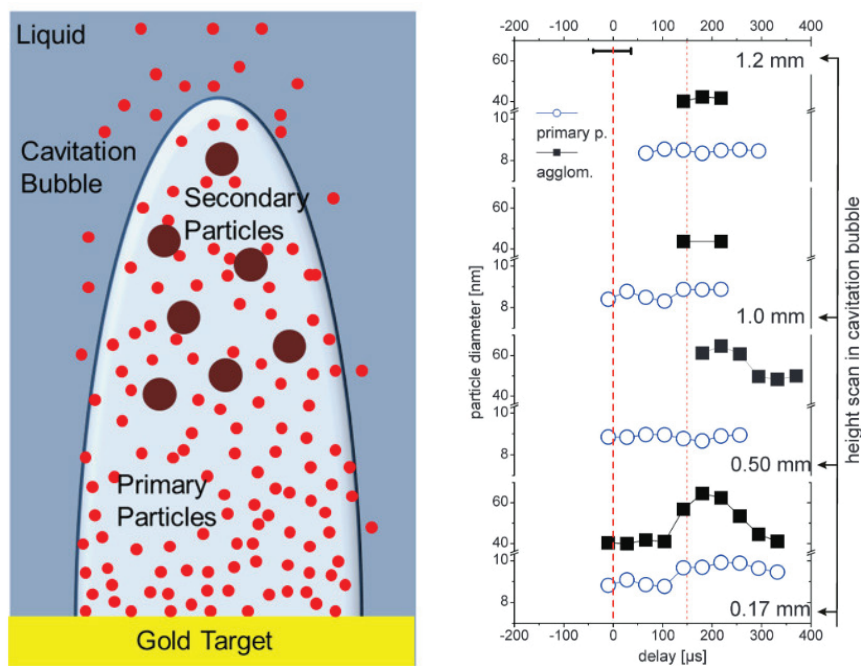 Liquid
Cavitation
Bubble
Secondary
Particles
Primary
Particles
Gold Target
-200 -100 0 100 200 300 400
60
40
10
8
60
40
10
8
60
40
10
8
60
40
10
8
primary p.
agglom.
1.2 mm
1.0 mm
0.50 mm
0.17 mm
particle diameter [nm]
height scan in cavitation bubble
-200 -100 0 100 200 300 400
delay [µs]